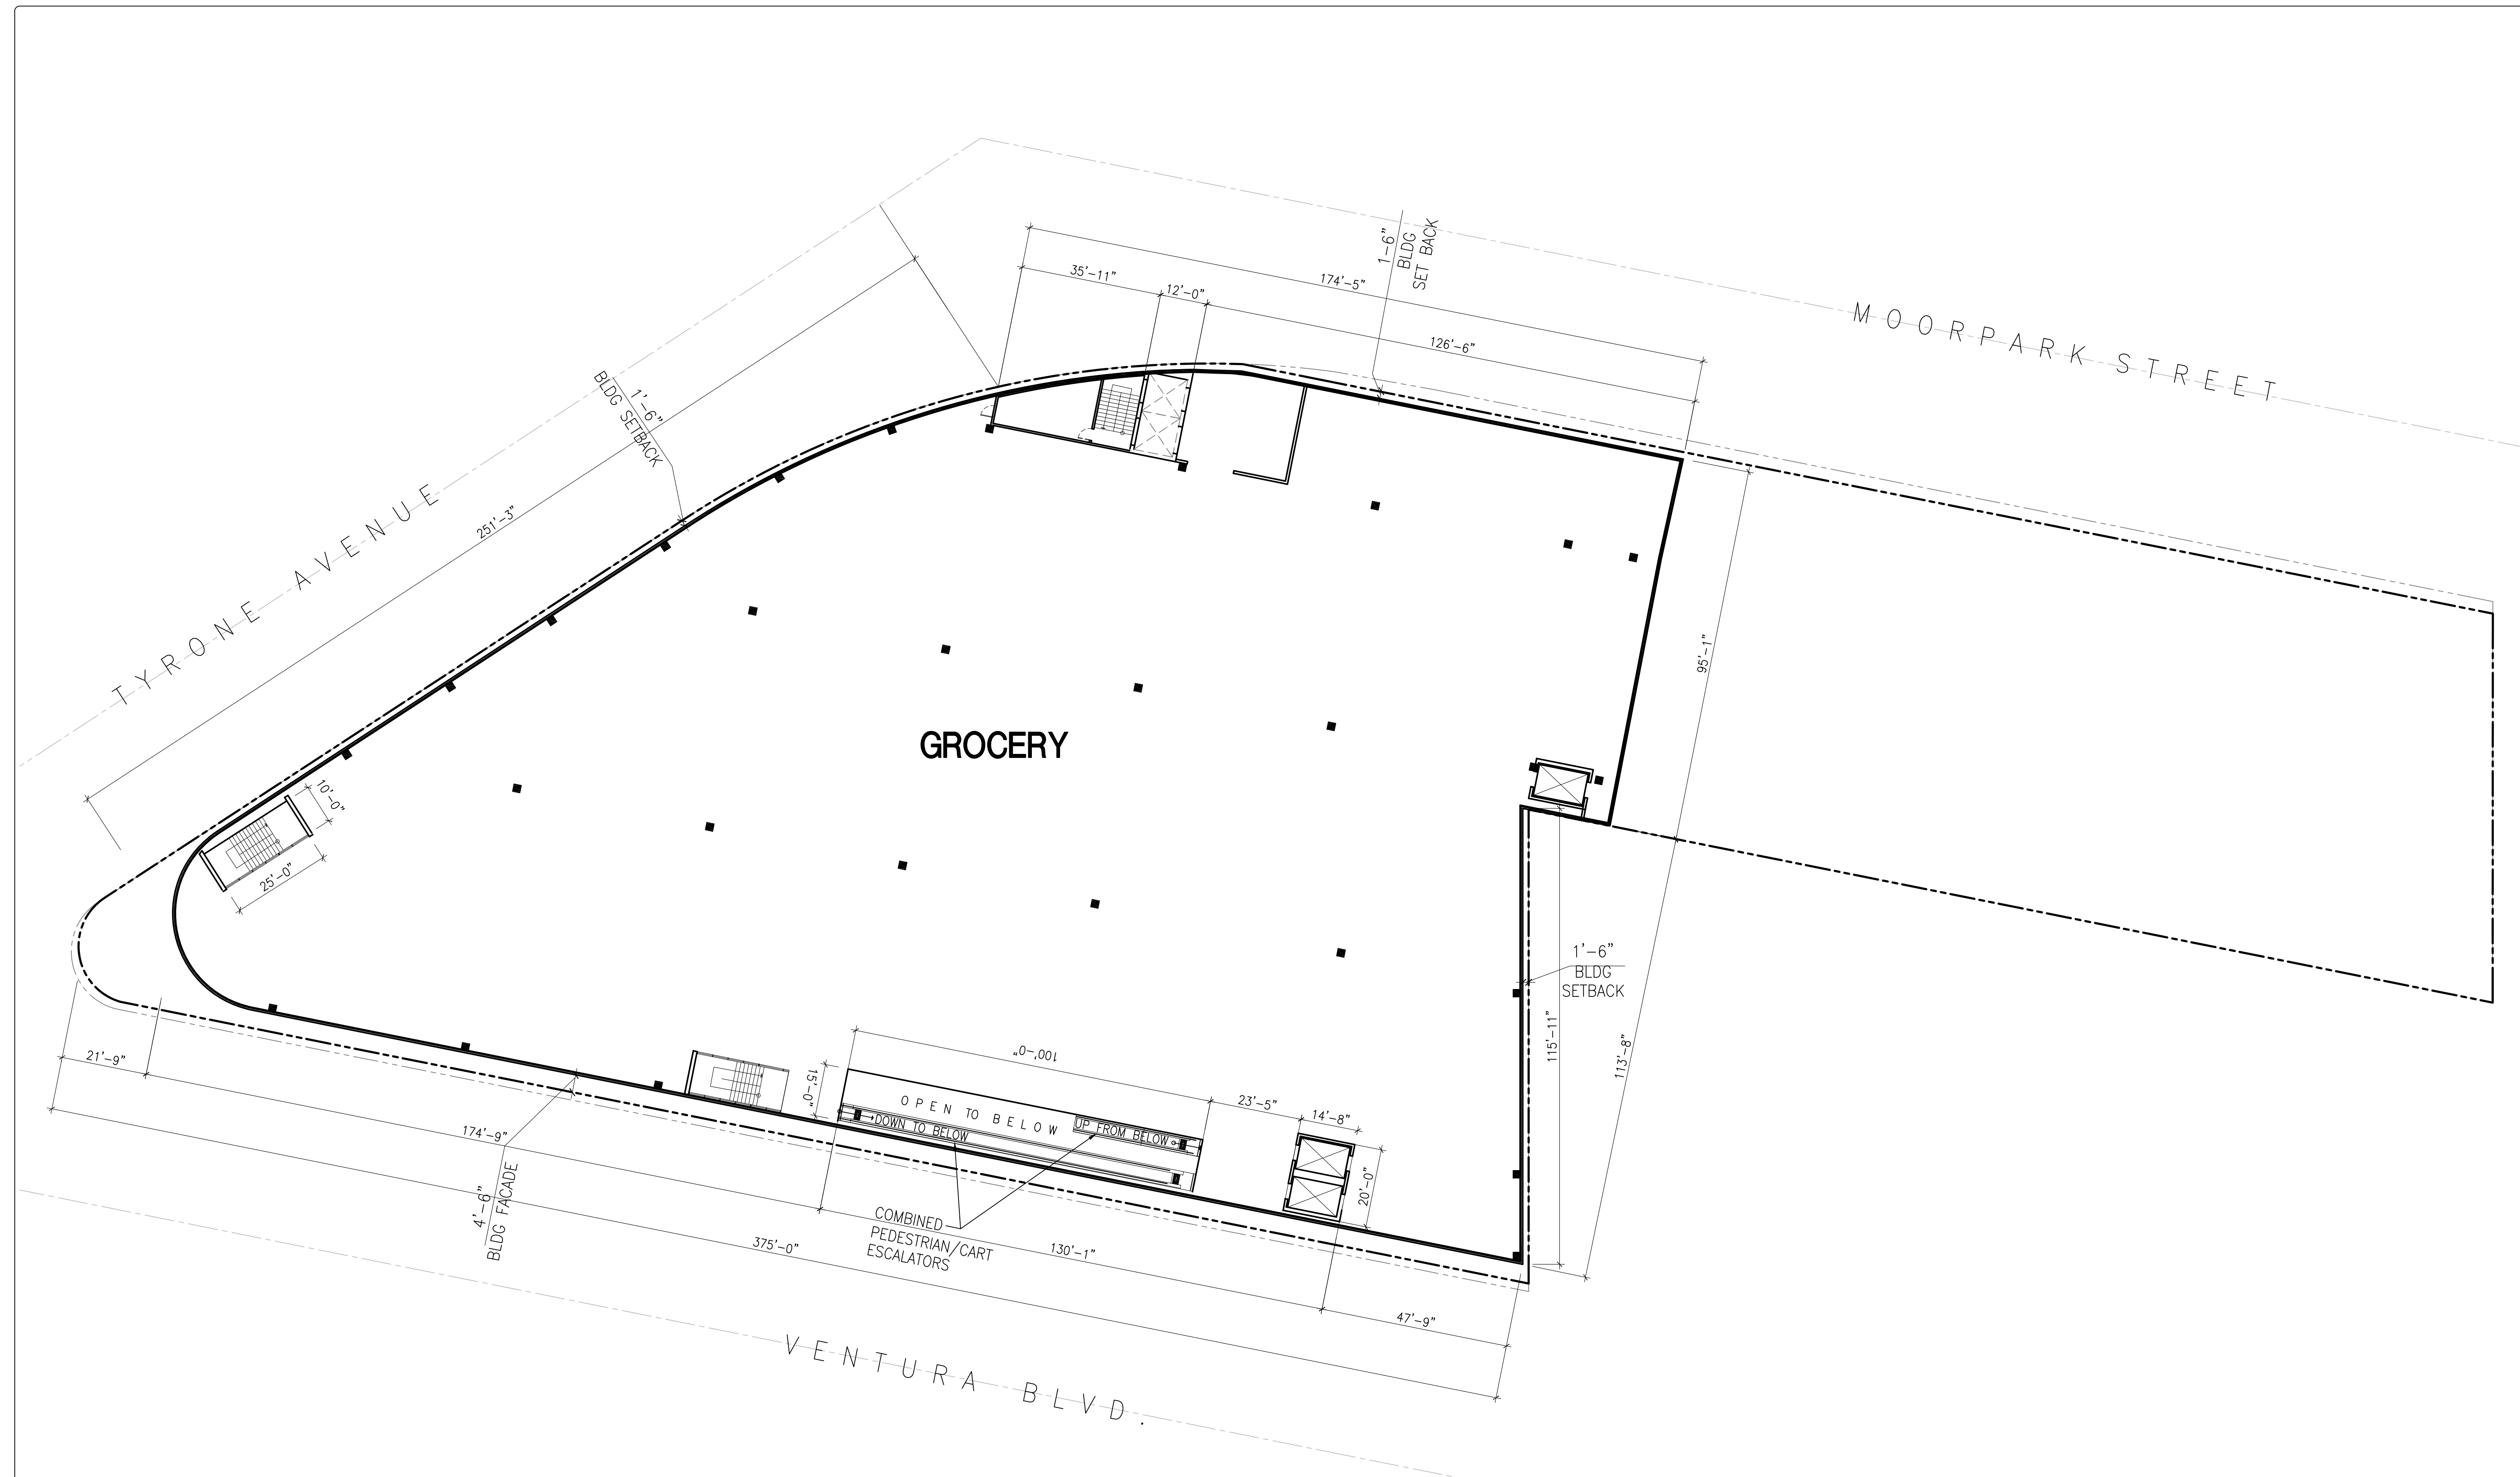 1-6"
BLDG
SET BACK
174'-5"
35'-11"
12'-0"
126'-6"
MOORPARK STREET
1'-6"
BLDG SETBACK
251'-3"
TYRONE AVENUE
95'-1"
GROCERY
10'-0"
25'-0"
1'-6"
BLDG
SETBACK
115'-11"
113'-8"
21'-9"
100'-0"
15'-0"
OPEN TO BELOW
DOWN TO BELOW
UP FROM BELOW
23'-5"
14'-8"
20'-0"
174'-9"
4'-6"
BLDG FACADE
COMBINED
PEDESTRIAN/CART
ESCALATORS
130'-1"
375'-0"
47'-9"
VENTURA BLVD.